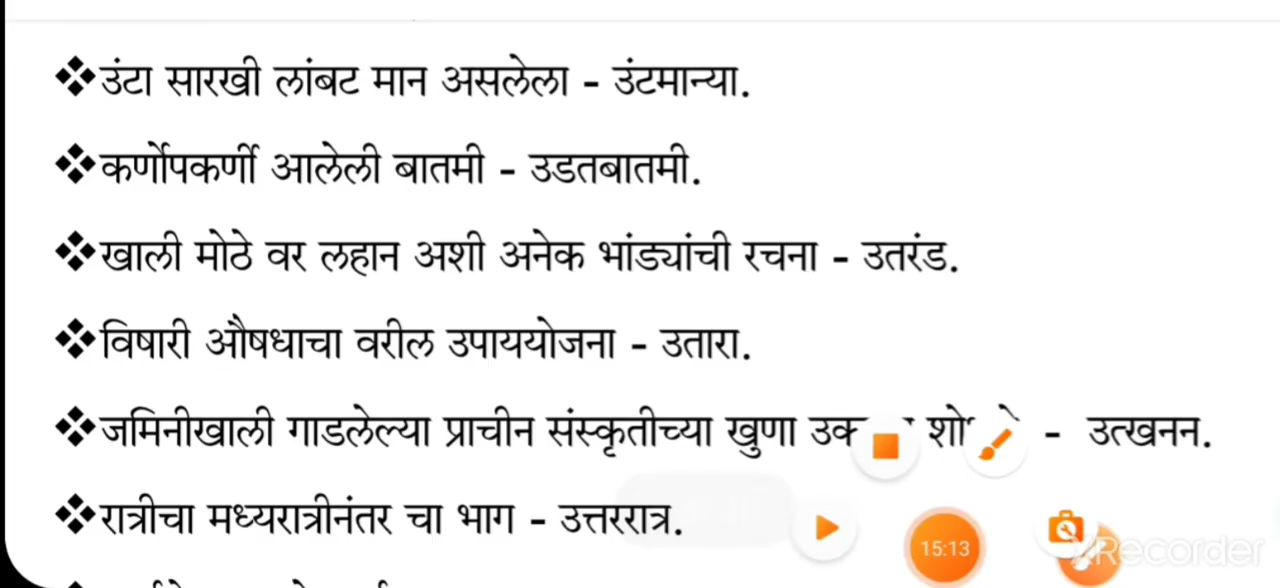 ❖उंटा सारखी लांबट मान असलेला - उंटमान्या.
❖कर्णोपकर्णी आलेली बातमी - उडतबातमी.
❖खाली मोठे वर लहान अशी अनेक भांड्यांची रचना - उतरंड.
❖विषारी औषधाचा वरील उपाययोजना - उतारा.
❖जमिनीखाली गाडलेल्या प्राचीन संस्कृतीच्या खुणा - उत्खनन.
❖रात्रीचा मध्यरात्रीनंतर चा भाग - उत्तररात्र.
15:13
XRecorder